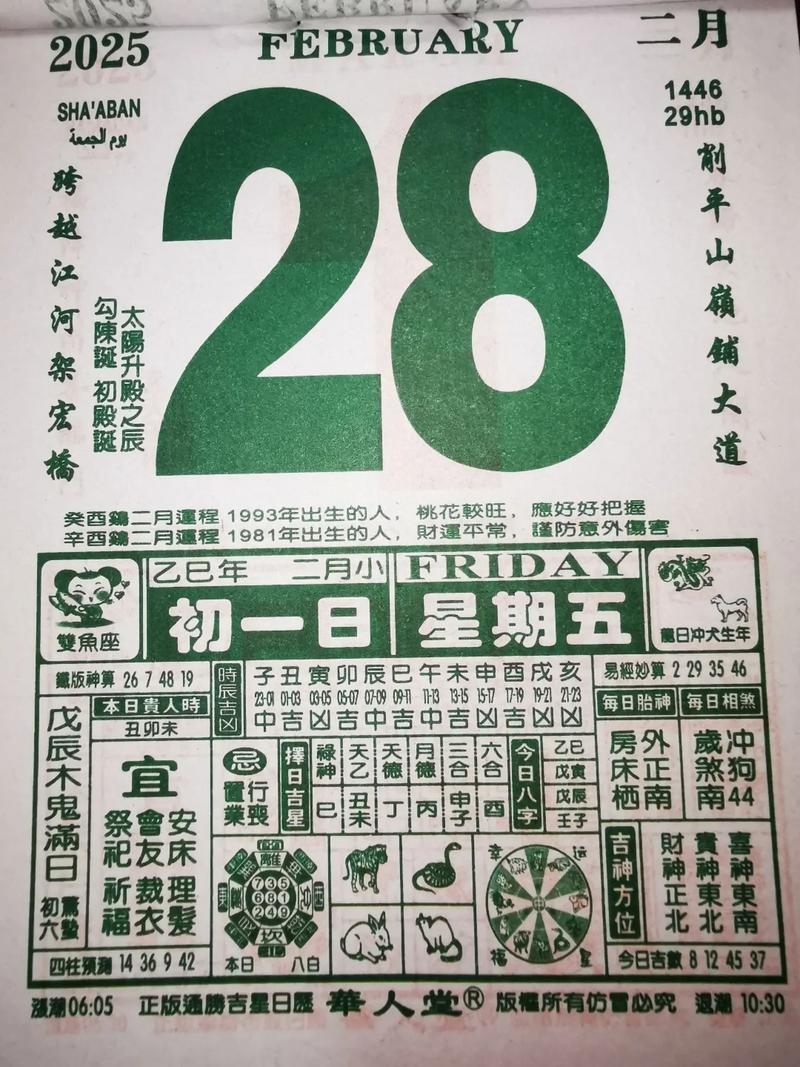 2025 FEBRUARY 二月
SHA'ABAN
يوم الجمعة
1446
29hb
28
跨越江河架宏橋
削平山嶺鋪大道
太陽升殿之辰
勾陳誕 初殿誕
癸酉鷄二月運程 1993年出生的人，桃花較旺，應好好把握
辛酉鷄二月運程 1981年出生的人，財運平常，謹防意外傷害
雙魚座
乙巳年 二月小
FRIDAY
初一日
星期五
龍日冲犬生年
鐵版神算 26 7 48 19
本日貴人時
丑卯未
時辰吉凶
子 丑 寅 卯 辰 巳 午 未 申 酉 戌 亥
23-01 01-03 03-05 05-07 07-09 09-11 11-13 13-15 15-17 17-19 19-21 21-23
中 吉 凶 吉 中 吉 中 吉 凶 吉 凶 凶
易經妙算 2 29 35 46
每日胎神
每日相煞
外正南
房床栖
冲狗44
歲煞南
戊辰木鬼滿日
驚蟄
初六
宜
安床 理髮
會友 裁衣
祭祀 祈福
忌
行喪
置業
擇日吉星
祿神 天乙 天德 月德 三合 六合
巳 丑未 丁 丙 申子 酉
今日八字
乙巳
戊寅
戊辰
壬子
離
735
681
249
坎
本日 八白
幸
运
福
星
吉神方位
喜神東南
貴神東北
財神正北
四柱預測 14 36 9 42
今日吉數 8 12 45 37
漲潮06:05 正版通勝吉星日曆 華人堂® 版權所有仿冒必究 退潮 10:30